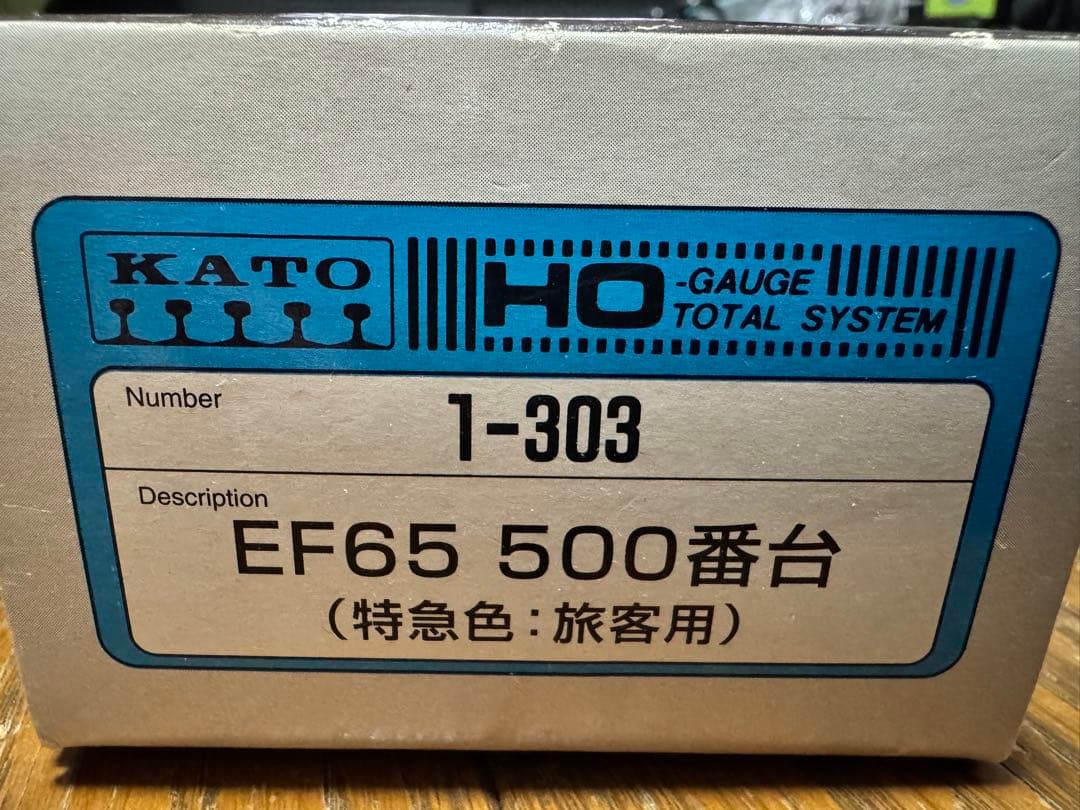 KATO
HO-GAUGE
TOTAL SYSTEM
Number
1-303
Description
EF65 500番台
(特急色:旅客用)